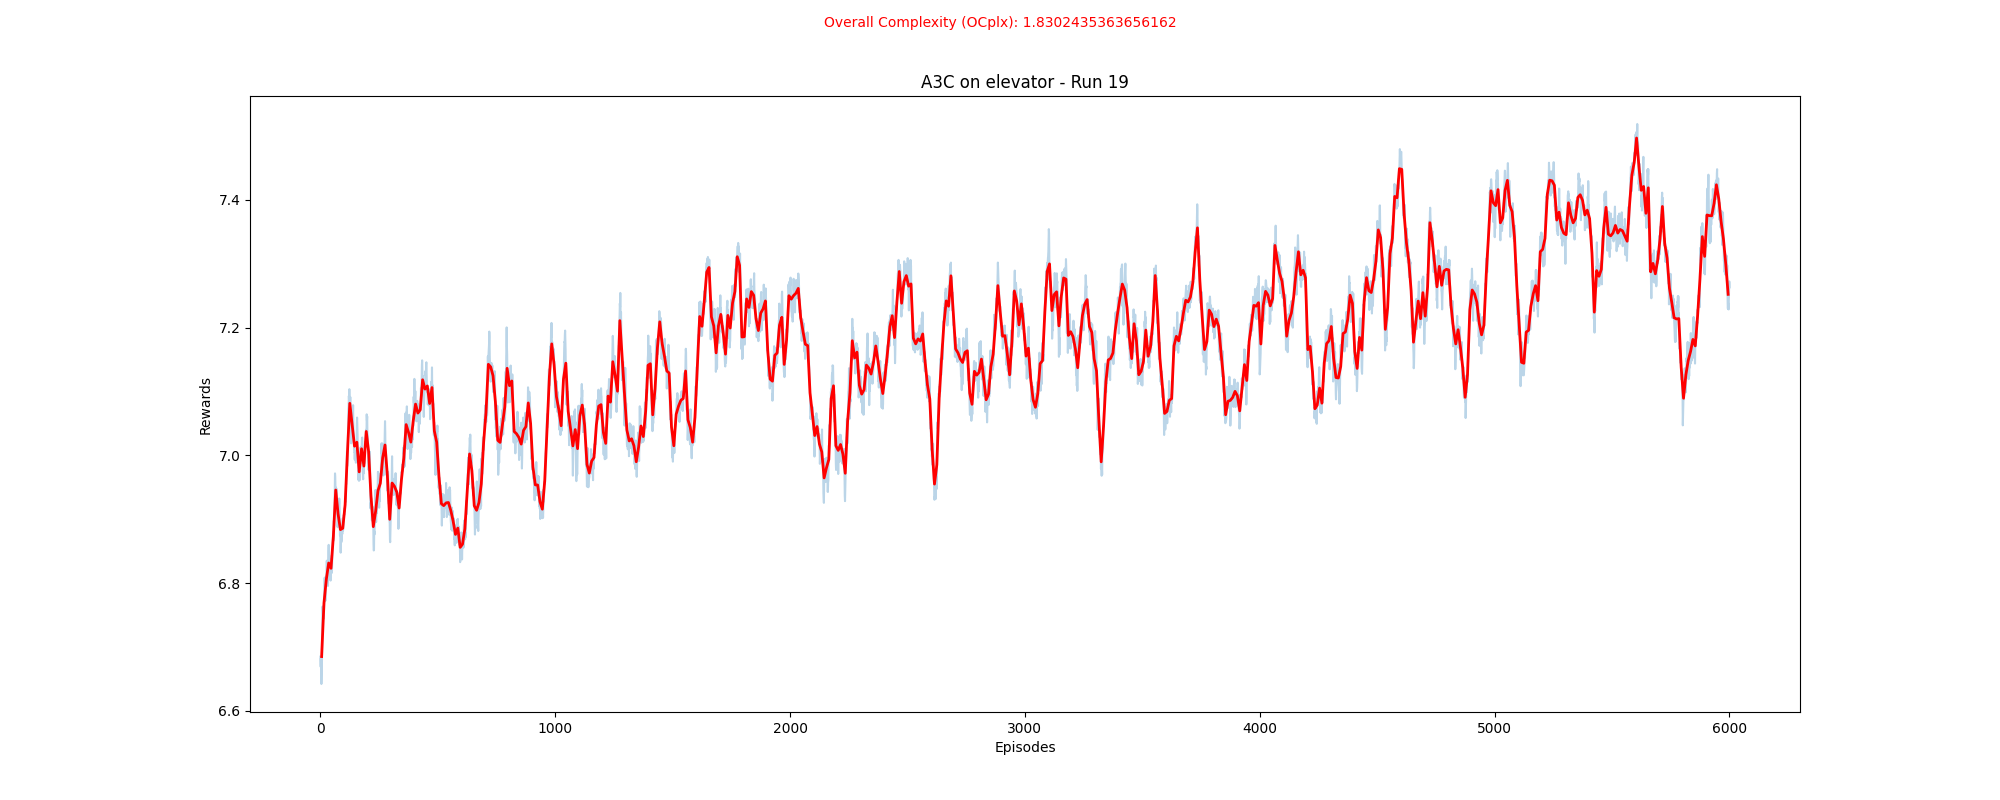 Overall Complexity (OCplx): 1.8302435363656162
A3C on elevator - Run 19
Rewards
7.4
7.2
7.0
6.8
6.6
0 1000 2000 3000 4000 5000 6000
Episodes